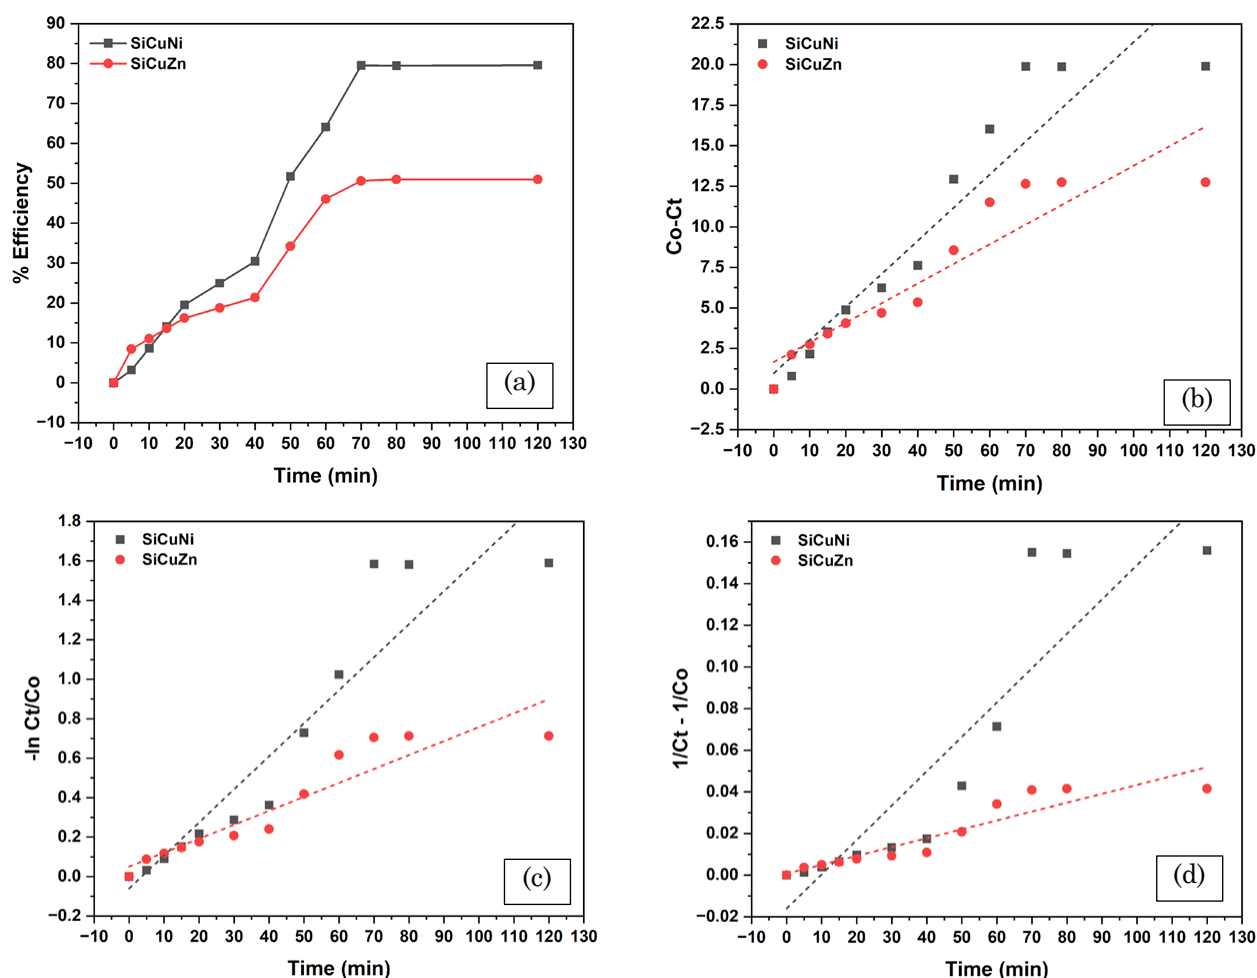 90
80
70
60
50
40
30
20
10
0
−10
% Efficiency
SiCuNi
SiCuZn
(a)
−10 0 10 20 30 40 50 60 70 80 90 100 110 120 130
Time (min)
22.5
20.0
17.5
15.0
12.5
10.0
7.5
5.0
2.5
0.0
−2.5
Co-Ct
SiCuNi
SiCuZn
(b)
−10 0 10 20 30 40 50 60 70 80 90 100 110 120 130
Time (min)
1.8
1.6
1.4
1.2
1.0
0.8
0.6
0.4
0.2
0.0
−0.2
-ln Ct/Co
SiCuNi
SiCuZn
(c)
−10 0 10 20 30 40 50 60 70 80 90 100 110 120 130
Time (min)
0.16
0.14
0.12
0.10
0.08
0.06
0.04
0.02
0.00
−0.02
1/Ct - 1/Co
SiCuNi
SiCuZn
(d)
−10 0 10 20 30 40 50 60 70 80 90 100 110 120 130
Time (min)